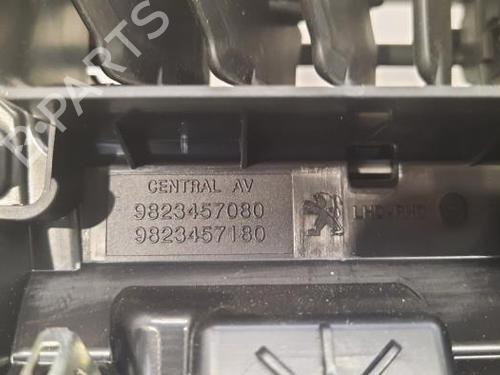 B-PARTS
CENTRAL AV
9823457080
9823457180
LHD-RHD